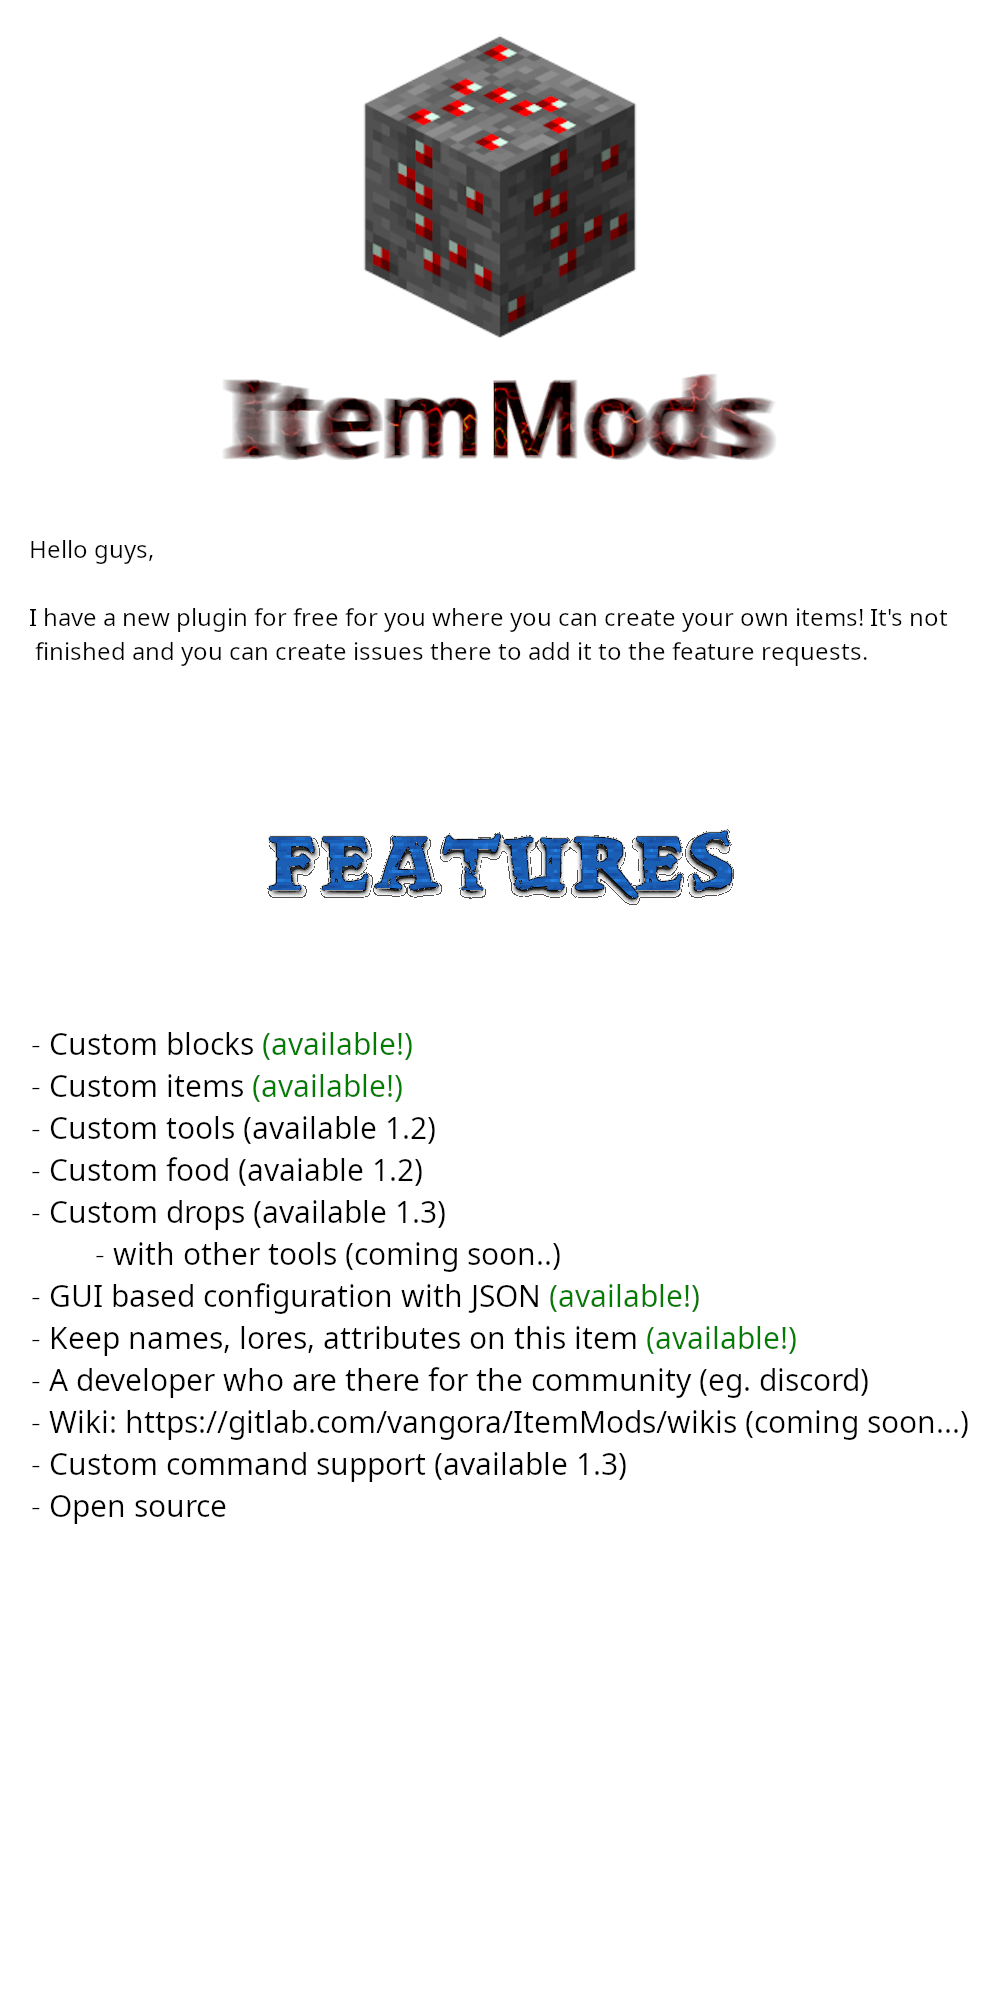 ItemMods
Hello guys,
I have a new plugin for free for you where you can create your own items! It's not
finished and you can create issues there to add it to the feature requests.
FEATURES
- Custom blocks (available!)
- Custom items (available!)
- Custom tools (available 1.2)
- Custom food (avaiable 1.2)
- Custom drops (available 1.3)
- with other tools (coming soon..)
- GUI based configuration with JSON (available!)
- Keep names, lores, attributes on this item (available!)
- A developer who are there for the community (eg. discord)
- Wiki: https://gitlab.com/vangora/ItemMods/wikis (coming soon...)
- Custom command support (available 1.3)
- Open source